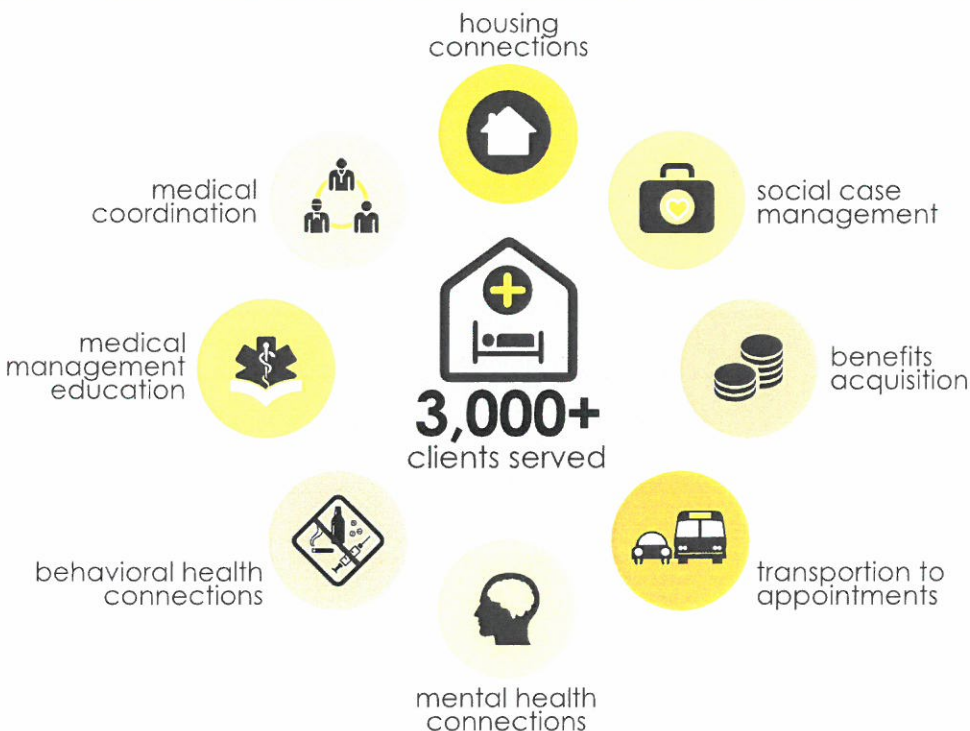 housing
connections
social case
management
benefits
acquisition
transportion to
appointments
mental health
connections
behavioral health
connections
medical
management
education
medical
coordination
3,000+
clients served